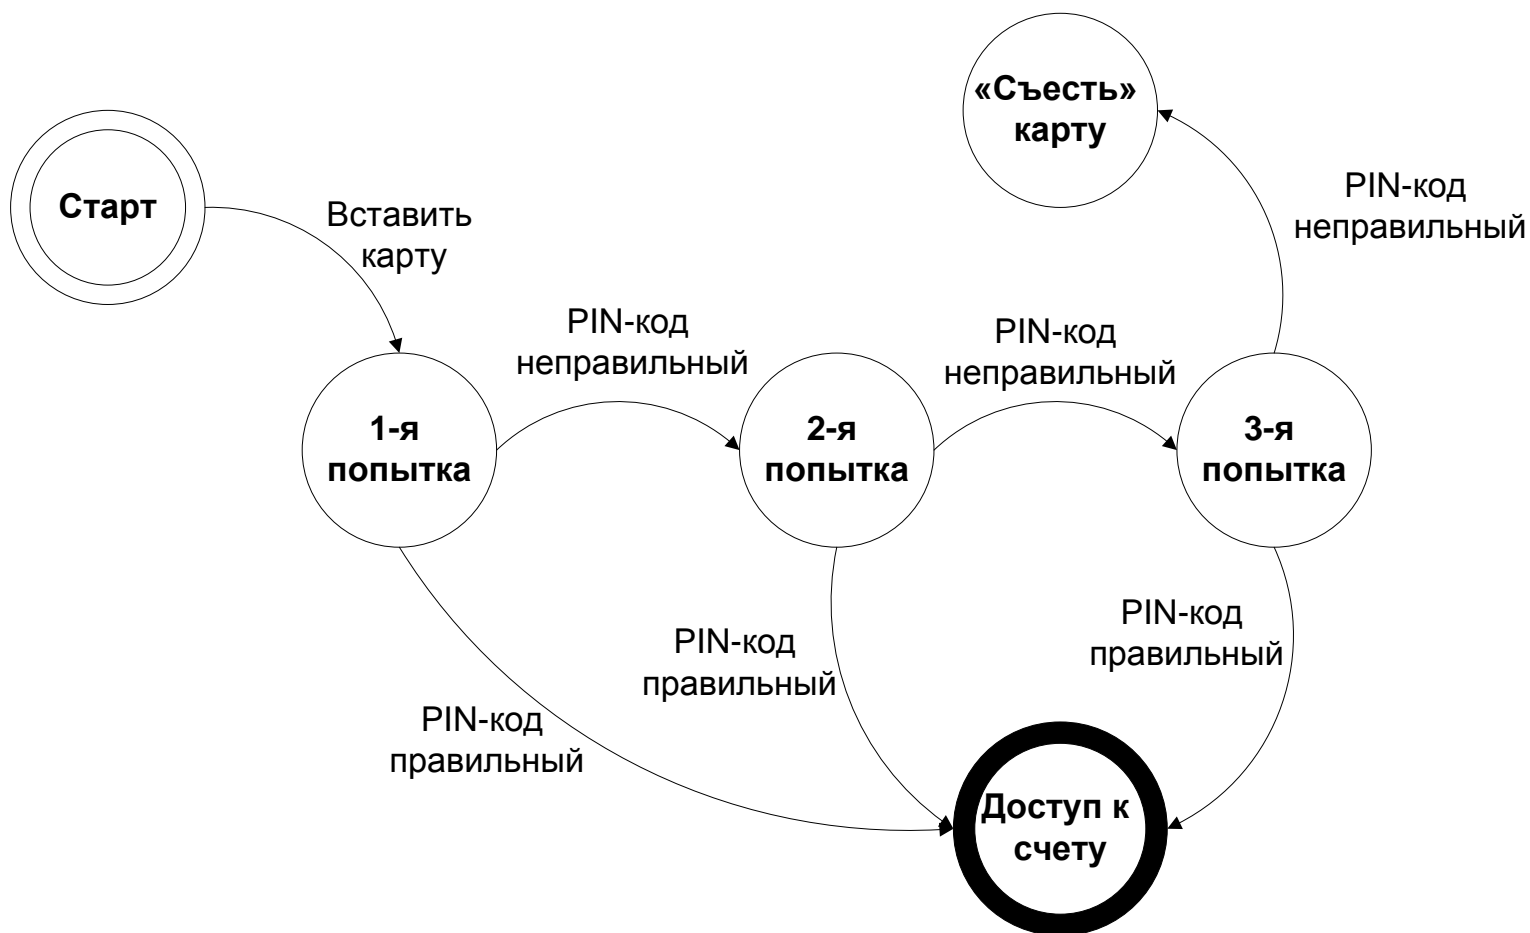 «Съесть»
карту
Старт
Вставить
карту
PIN-код
неправильный
PIN-код
неправильный
PIN-код
неправильный
1-я
попытка
2-я
попытка
3-я
попытка
PIN-код
правильный
PIN-код
правильный
PIN-код
правильный
Доступ к
счету